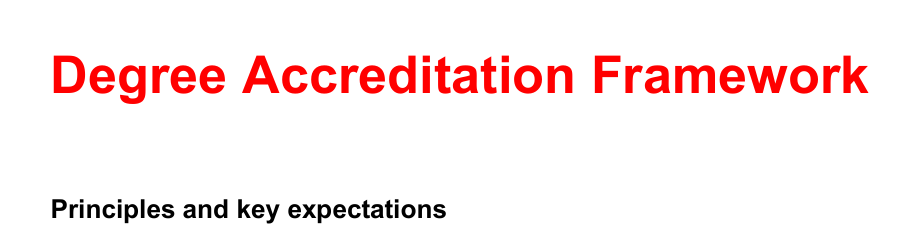 Degree Accreditation Framework
Principles and key expectations